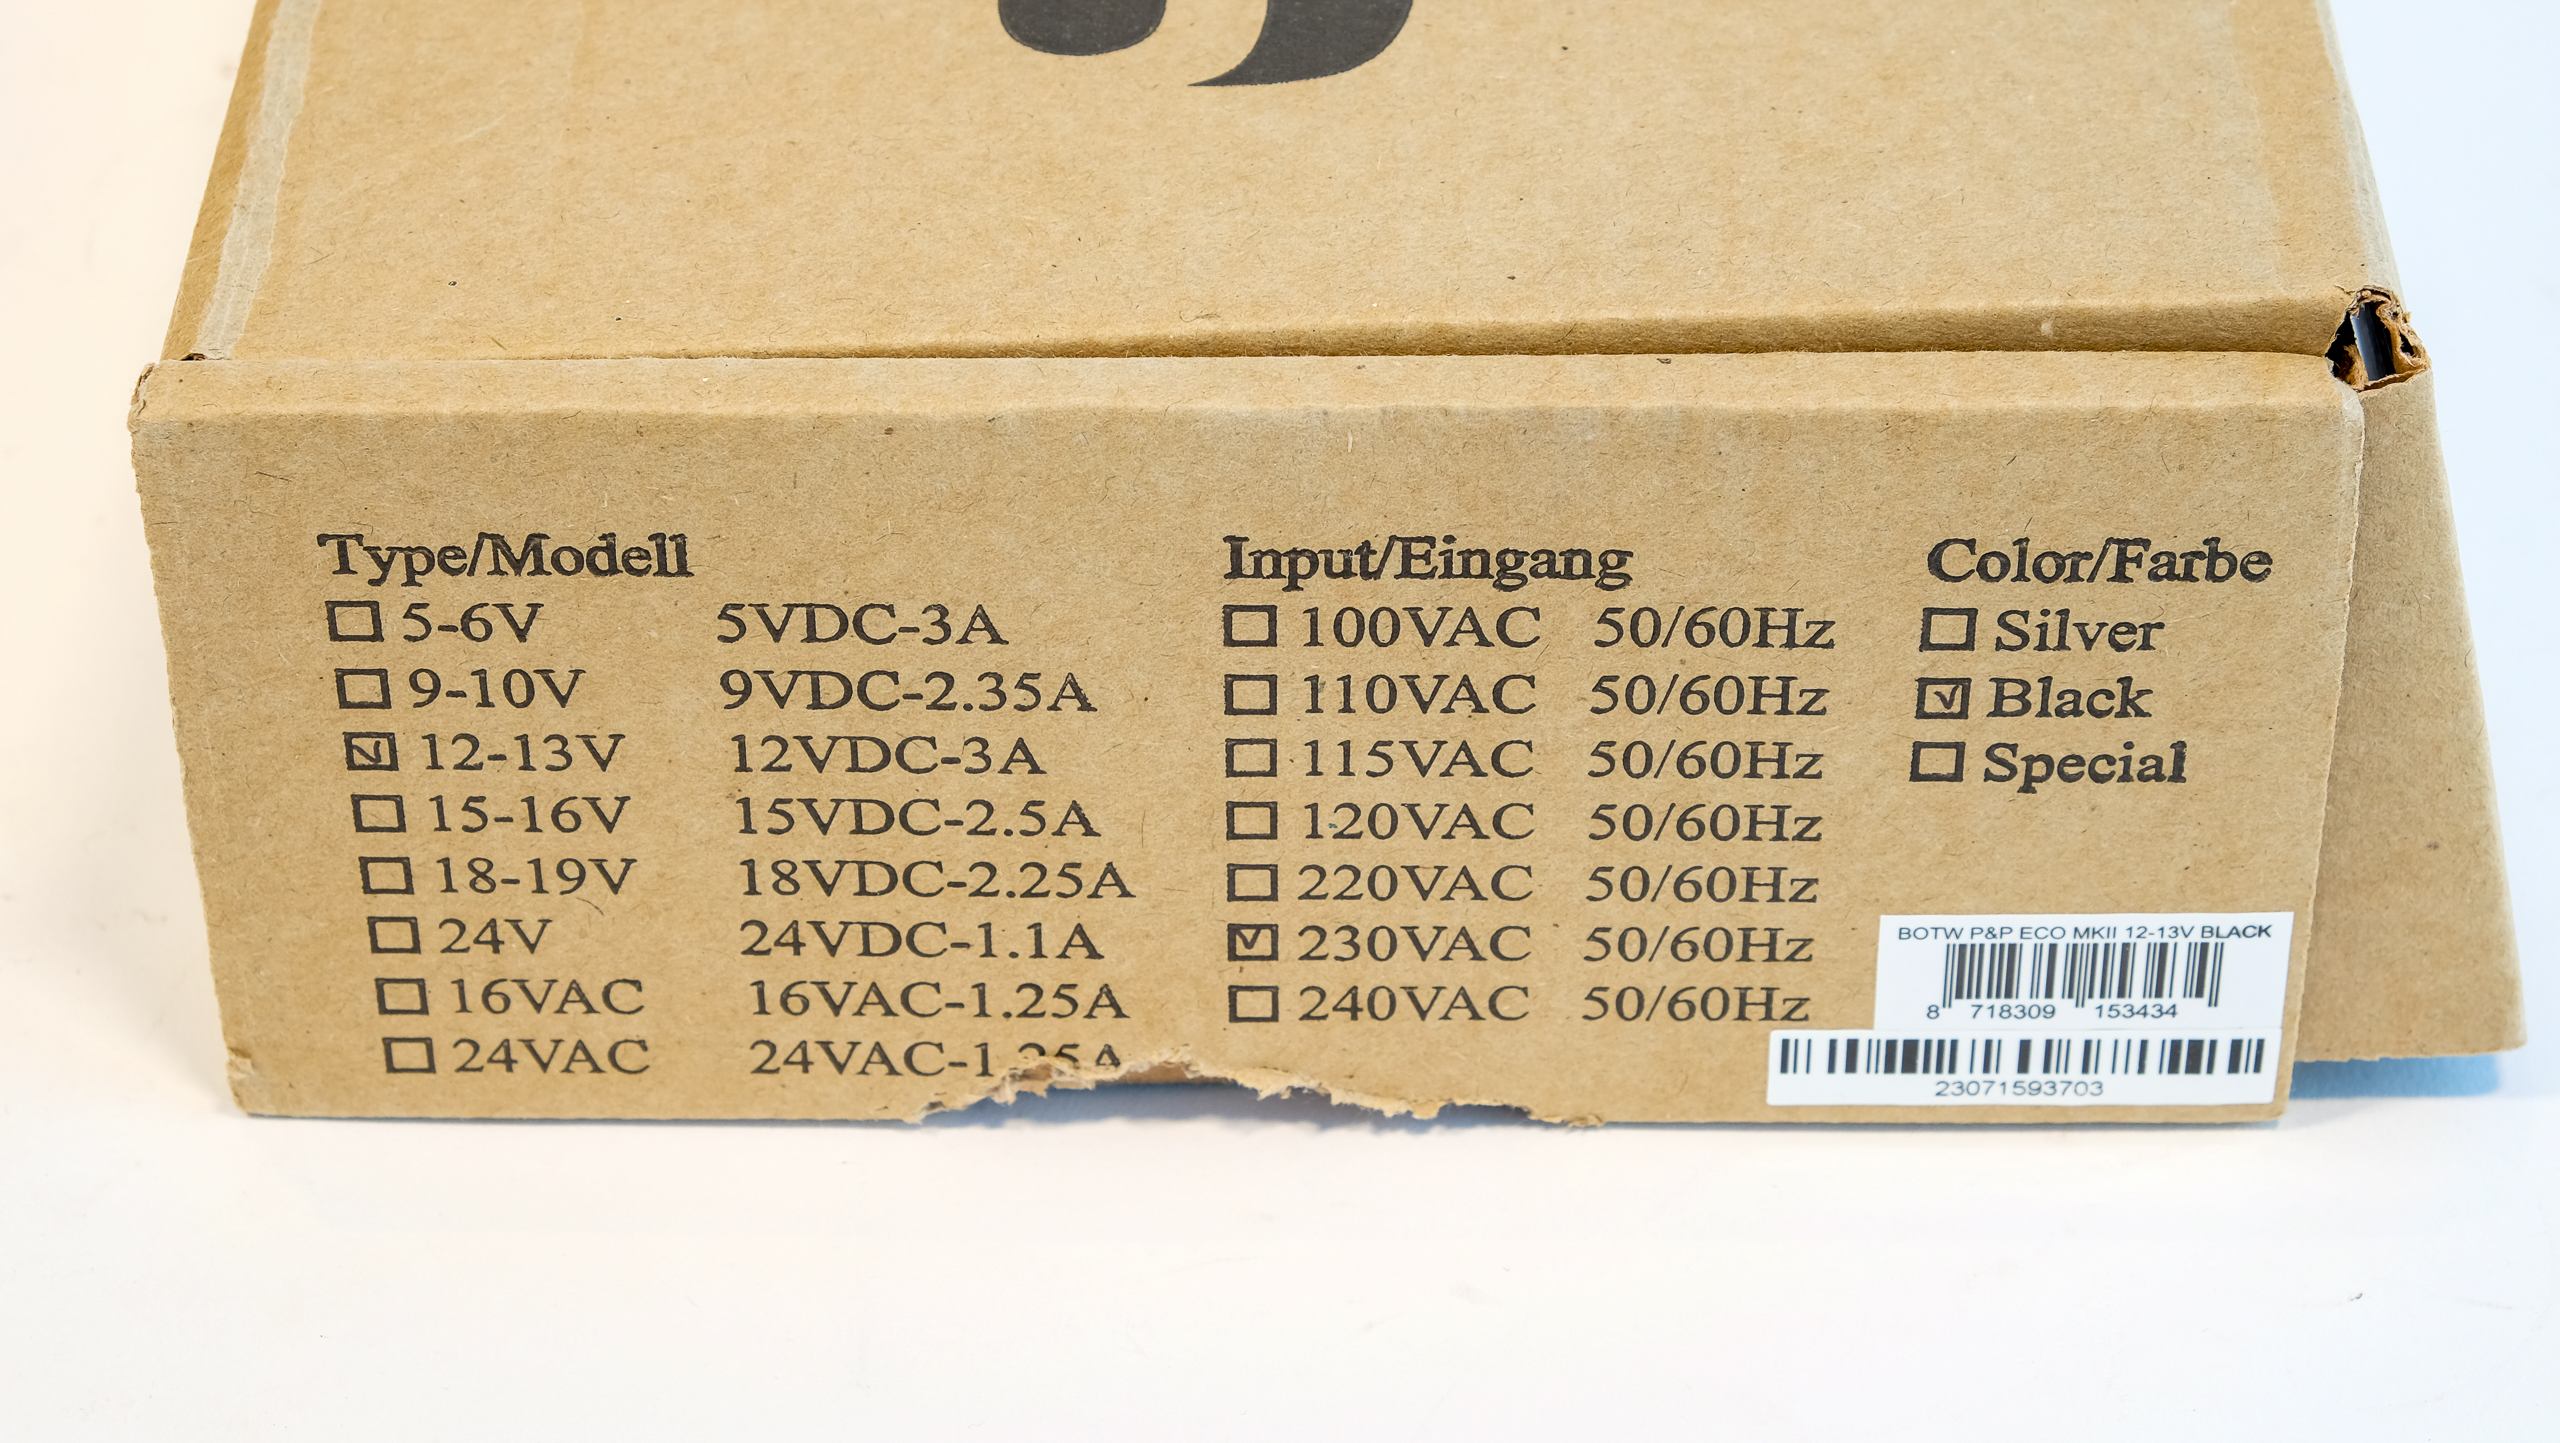 Type/Modell
☐ 5-6V 5VDC-3A
☐ 9-10V 9VDC-2.35A
☑ 12-13V 12VDC-3A
☐ 15-16V 15VDC-2.5A
☐ 18-19V 18VDC-2.25A
☐ 24V 24VDC-1.1A
☐ 16VAC 16VAC-1.25A
☐ 24VAC 24VAC-1.25A
Input/Eingang
☐ 100VAC 50/60Hz
☐ 110VAC 50/60Hz
☐ 115VAC 50/60Hz
☐ 120VAC 50/60Hz
☐ 220VAC 50/60Hz
☑ 230VAC 50/60Hz
☐ 240VAC 50/60Hz
Color/Farbe
☐ Silver
☑ Black
☐ Special
BOTW P&P ECO MKII 12-13V BLACK
8 718309 153434
23071593703